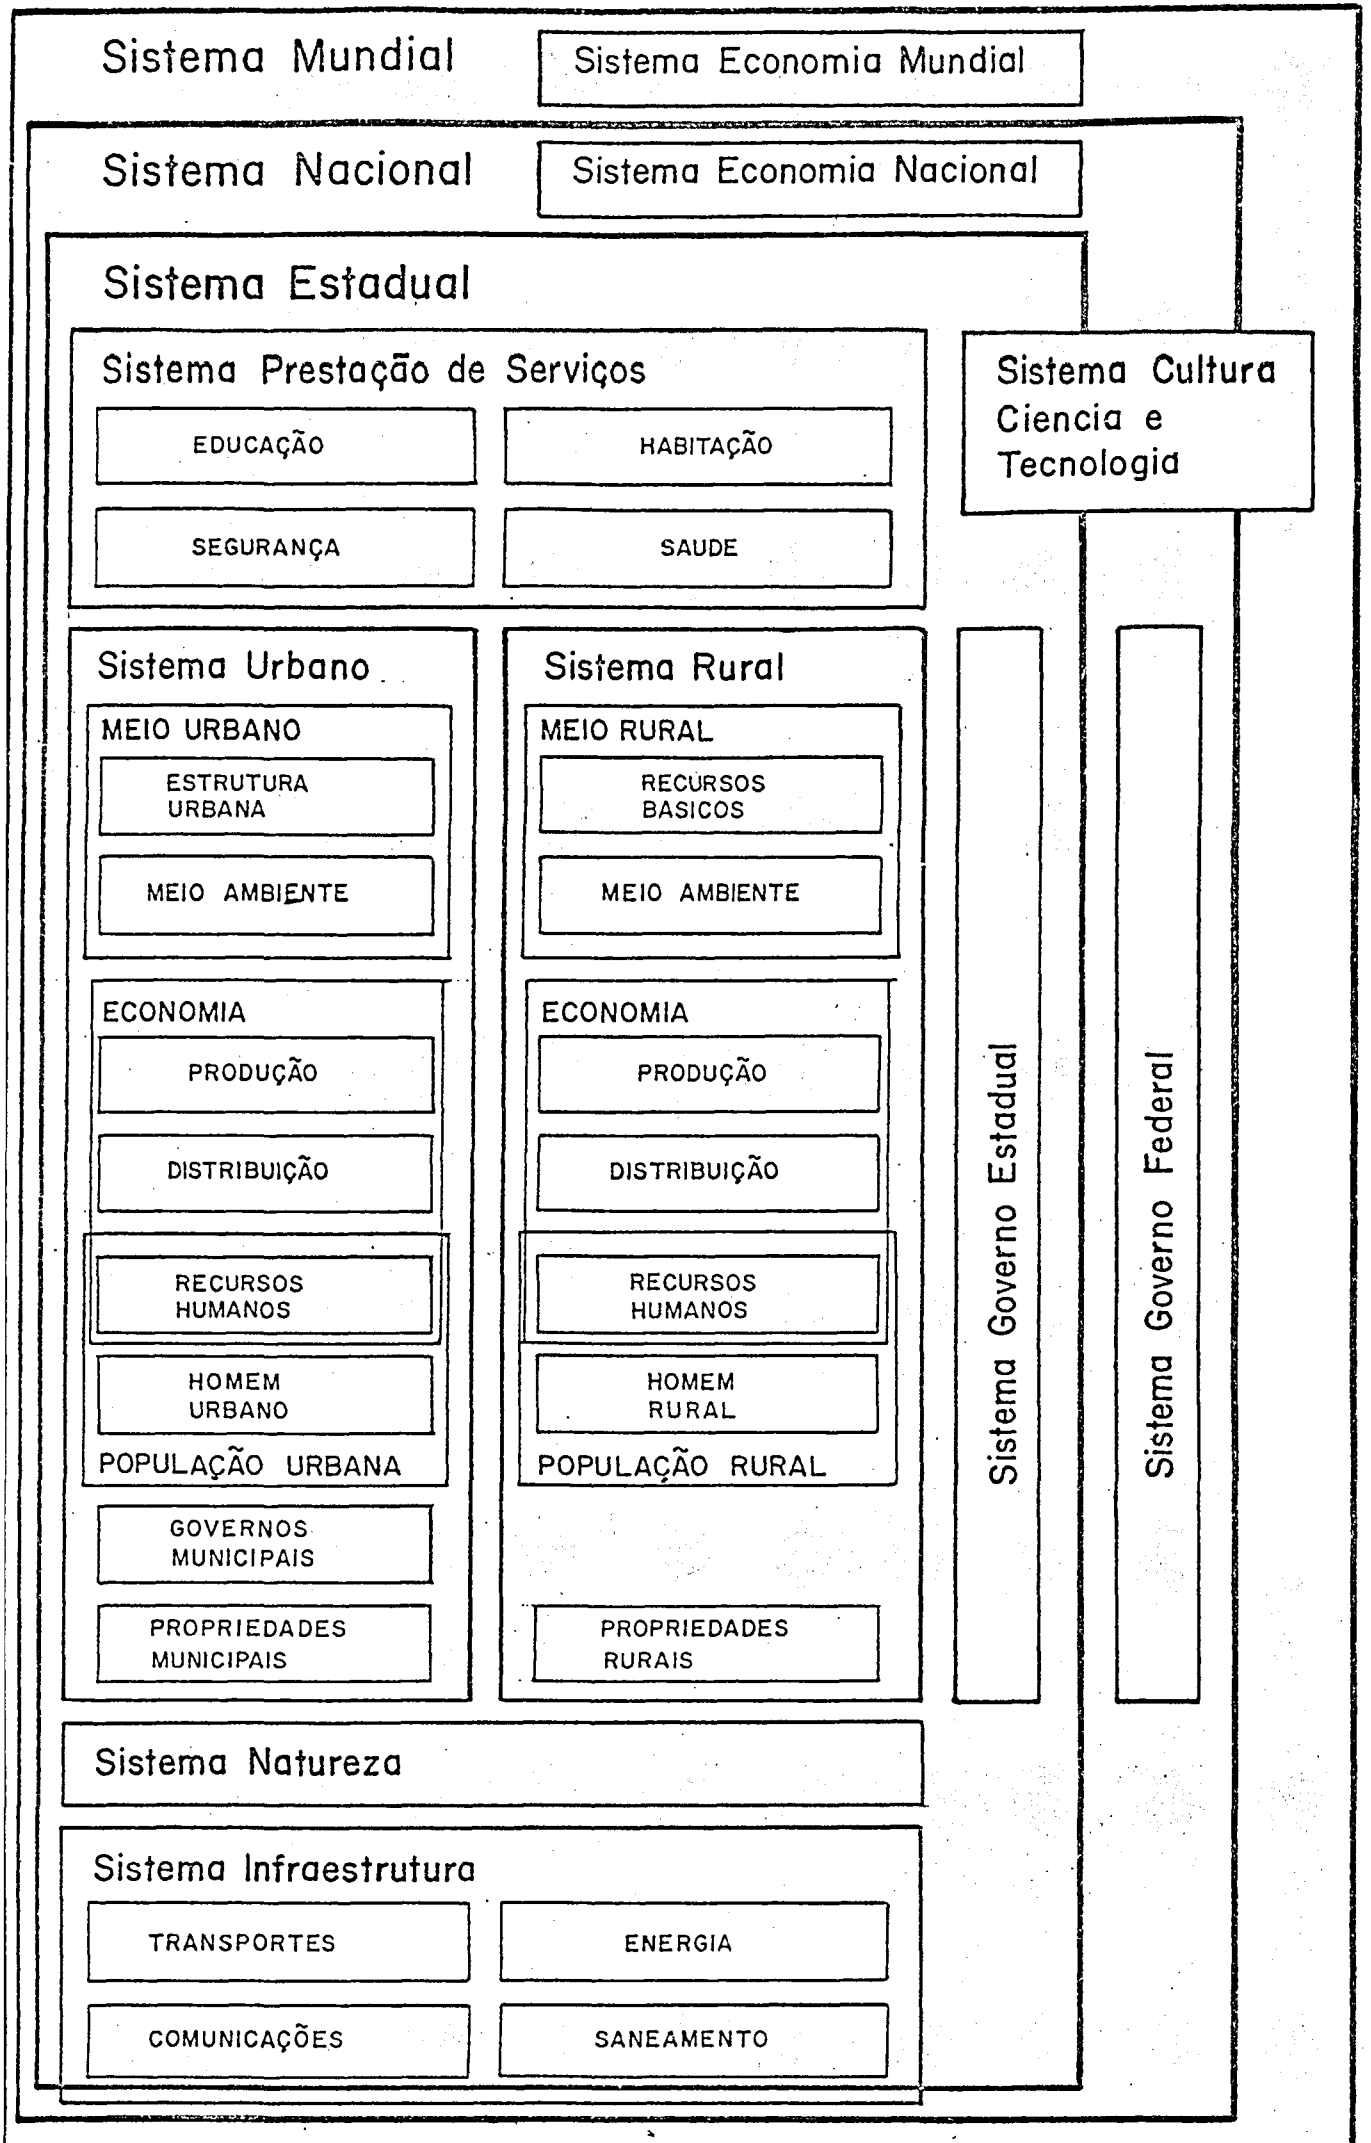 Sistema Mundial
Sistema Economia Mundial
Sistema Nacional
Sistema Economia Nacional
Sistema Estadual
Sistema Prestação de Serviços
EDUCAÇÃO
HABITAÇÃO
SEGURANÇA
SAUDE
Sistema Cultura
Ciencia e
Tecnologia
Sistema Urbano
MEIO URBANO
ESTRUTURA
URBANA
MEIO AMBIENTE
ECONOMIA
PRODUÇÃO
DISTRIBUIÇÃO
RECURSOS
HUMANOS
HOMEM
URBANO
POPULAÇÃO URBANA
GOVERNOS
MUNICIPAIS
PROPRIEDADES
MUNICIPAIS
Sistema Rural
MEIO RURAL
RECURSOS
BASICOS
MEIO AMBIENTE
ECONOMIA
PRODUÇÃO
DISTRIBUIÇÃO
RECURSOS
HUMANOS
HOMEM
RURAL
POPULAÇÃO RURAL
PROPRIEDADES
RURAIS
Sistema Governo Estadual
Sistema Governo Federal
Sistema Natureza
Sistema Infraestrutura
TRANSPORTES
ENERGIA
COMUNICAÇÕES
SANEAMENTO